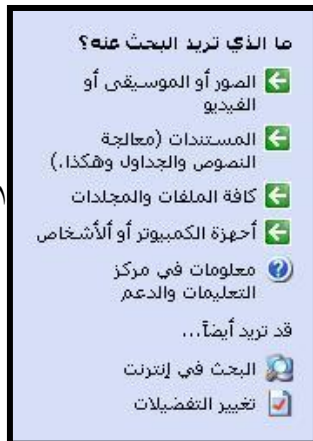 ما الذي تريد البحث عنه؟
الصور أو الموسيقى أو
الفيديو
المستندات (معالجة
النصوص والجداول وهكذا.)
كافة الملفات والمجلدات
أجهزة الكمبيوتر أو ألأشخاص
معلومات في مركز
التعليمات والدعم
قد تريد أيضاً...
البحث في إنترنت
تغيير التفضيلات